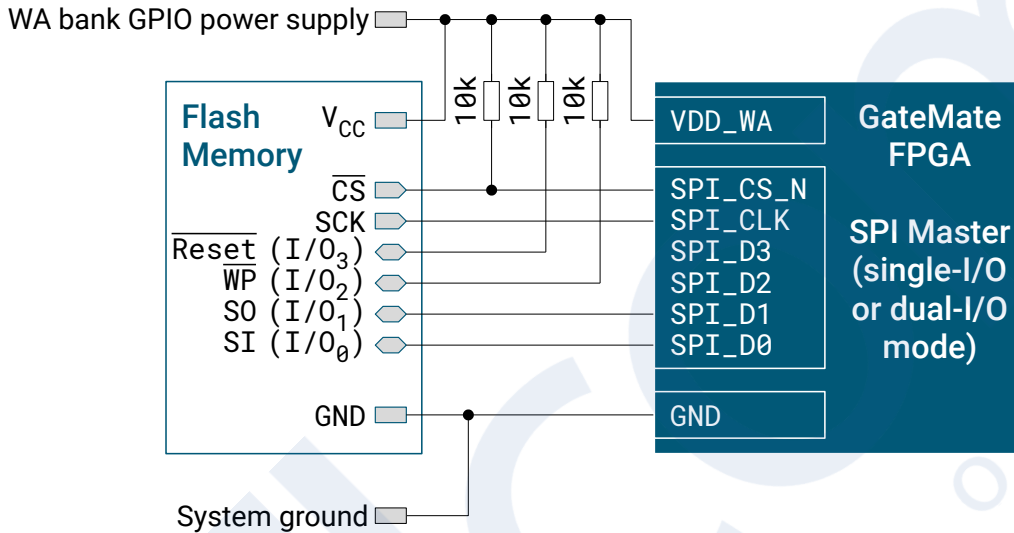 WA bank GPIO power supply
10k 10k 10k
Flash
Memory
VCC
CS
SCK
Reset (I/O3)
WP (I/O2)
SO (I/O1)
SI (I/O0)
GND
VDD_WA
SPI_CS_N
SPI_CLK
SPI_D3
SPI_D2
SPI_D1
SPI_D0
GND
GateMate
FPGA
SPI Master
(single-I/O
or dual-I/O
mode)
System ground